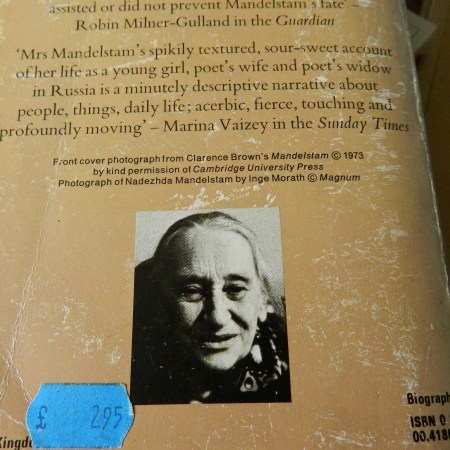 assisted or did not prevent Mandelstam's fate' –
Robin Milner-Gulland in the Guardian
'Mrs Mandelstam's spikily textured, sour-sweet account
of her life as a young girl, poet's wife and poet's widow
in Russia is a minutely descriptive narrative about
people, things, daily life; acerbic, fierce, touching and
profoundly moving' – Marina Vaizey in the Sunday Times
Front cover photograph from Clarence Brown's Mandelstam © 1973
by kind permission of Cambridge University Press
Photograph of Nadezhda Mandelstam by Inge Morath © Magnum
£ 2.95
Biograph
ISBN 0
00.418
Kingd